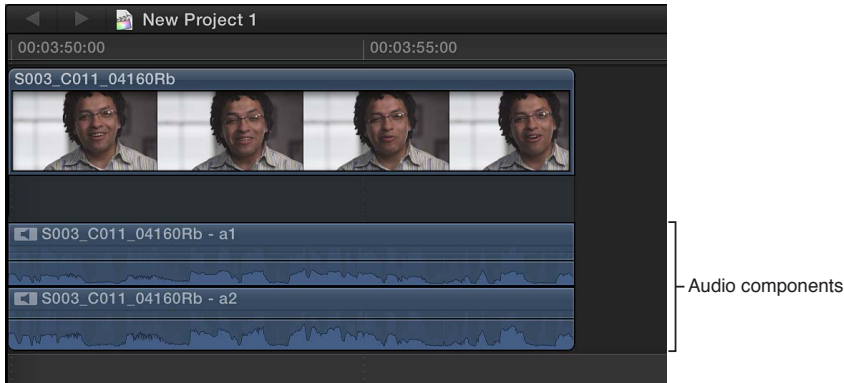 New Project 1
00:03:50:00 00:03:55:00
S003_C011_04160Rb
S003_C011_04160Rb - a1
Audio components
S003_C011_04160Rb - a2